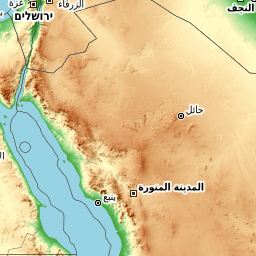 غزة
الزرقاء
ירושלים
النجف
حائل
المدينة المنورة
ينبع